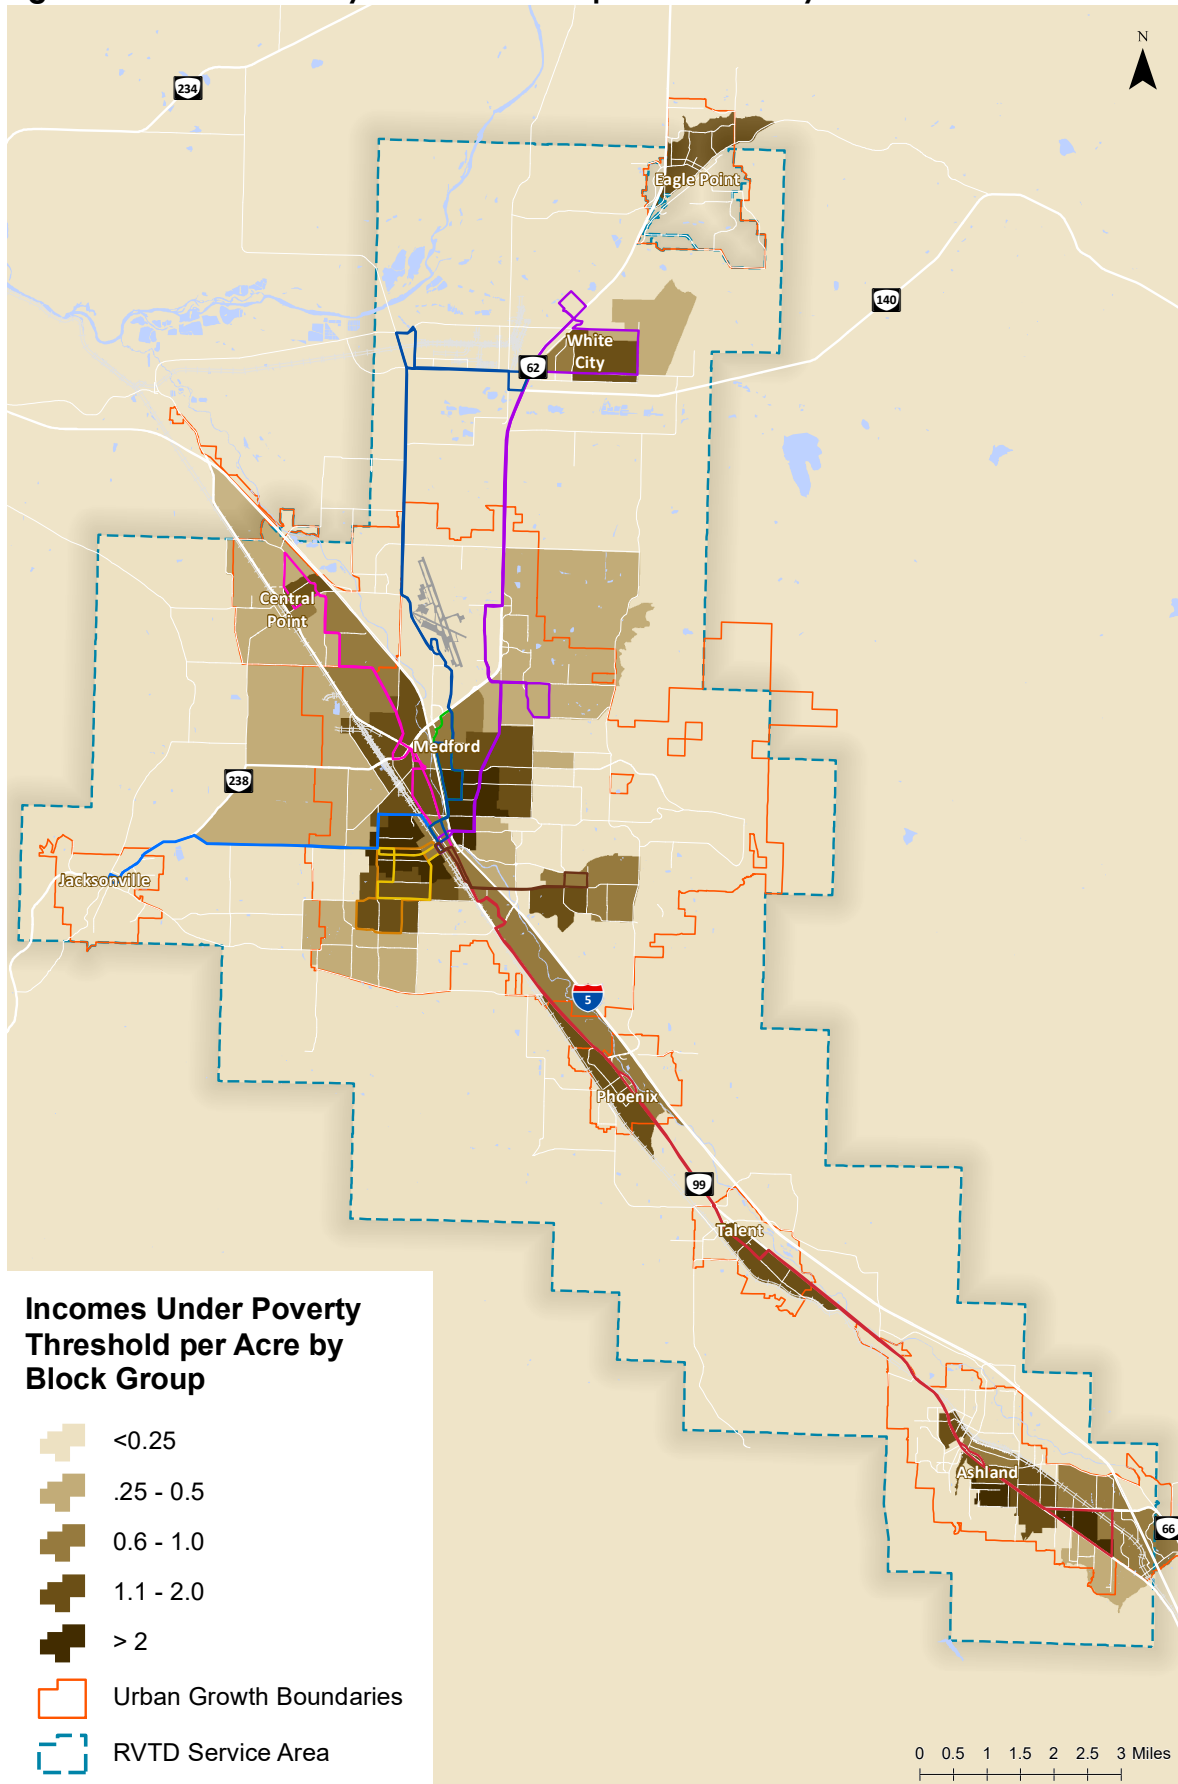 N
234
Eagle Point
140
White
City
62
Central
Point
Medford
238
Jacksonville
5
Phoenix
99
Talent
Ashland
66
Incomes Under Poverty
Threshold per Acre by
Block Group
<0.25
.25 - 0.5
0.6 - 1.0
1.1 - 2.0
> 2
Urban Growth Boundaries
RVTD Service Area
0 0.5 1 1.5 2 2.5 3 Miles